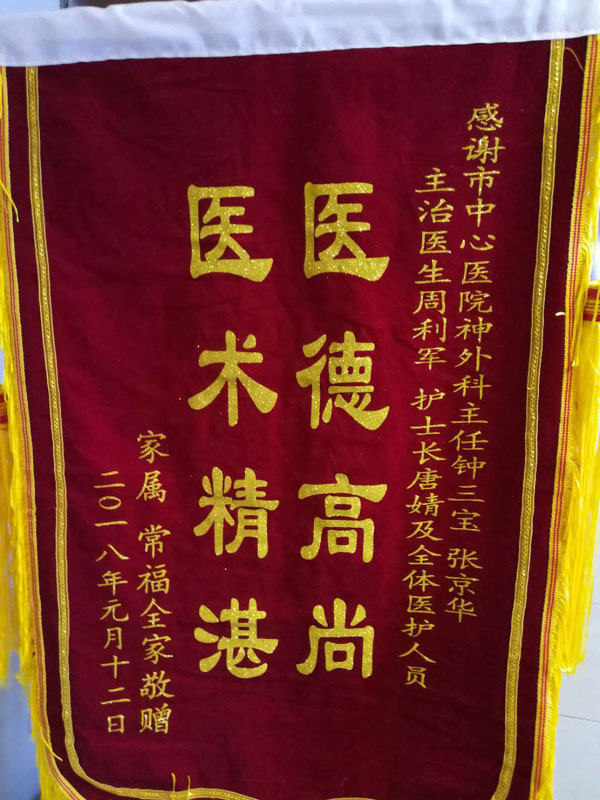 感谢市中心医院神外科主任钟三宝 张京华
主治医生周利军 护士长唐婧及全体医护人员
医德高尚
医术精湛
家属 常福全家敬赠
二〇一八年元月十二日